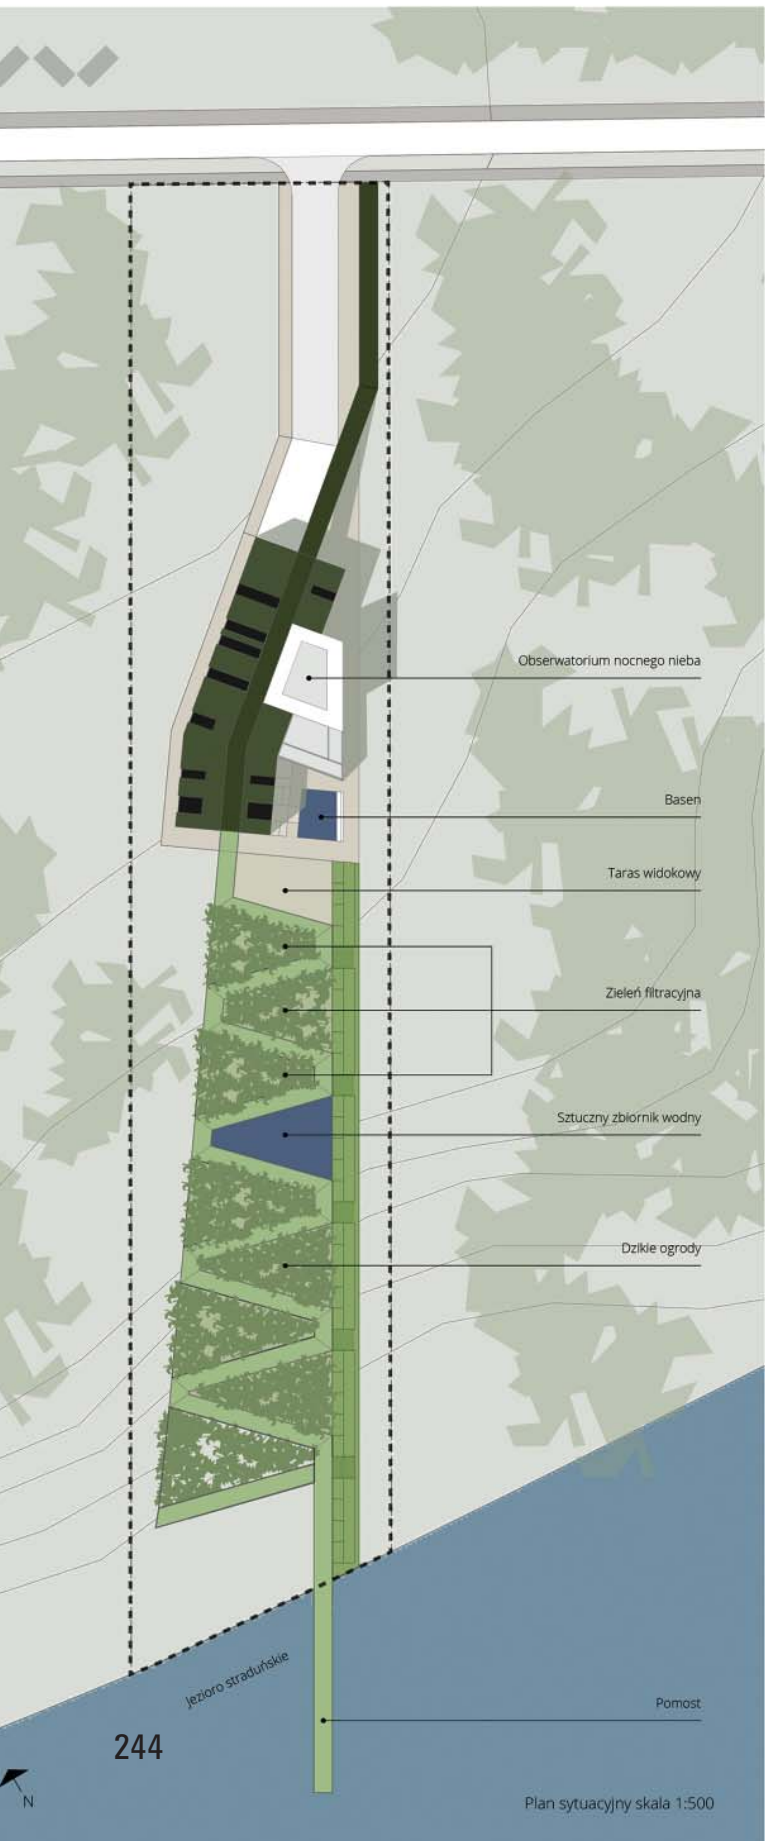 Obserwatorium nocnego nieba
Basen
Taras widokowy
Zieleń filtracyjna
Sztuczny zbiornik wodny
Dzikie ogrody
Jezioro straduńskie
Pomost
244
N
Plan sytuacyjny skala 1:500